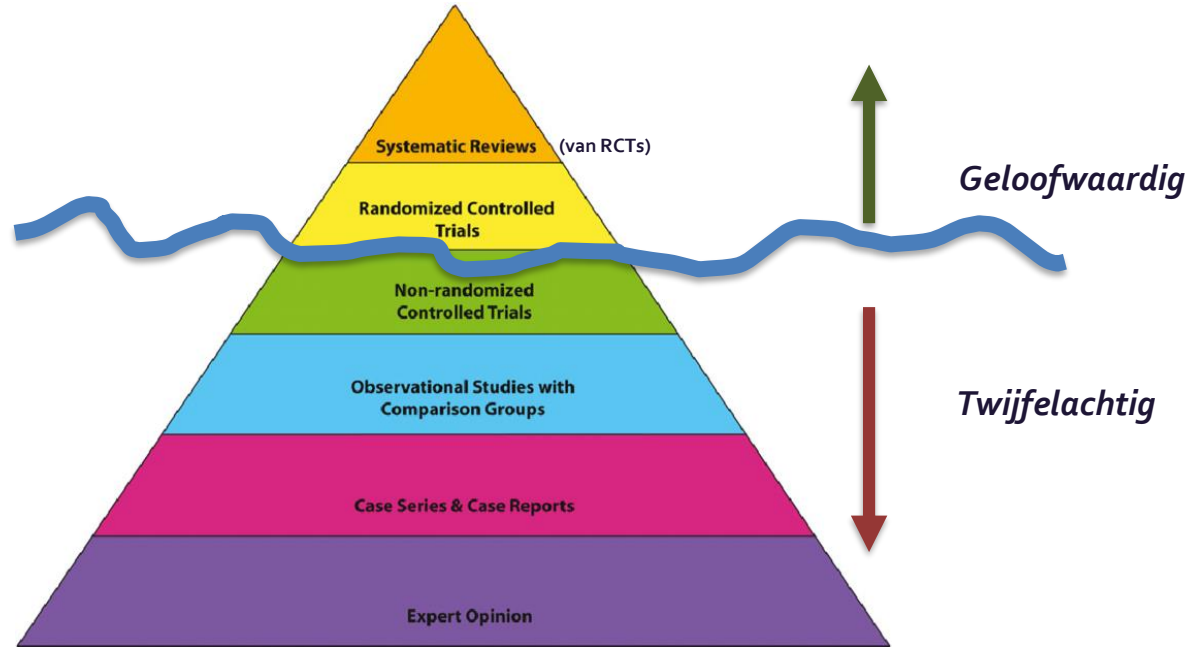 Systematic Reviews (van RCTs)
Geloofwaardig
Randomized Controlled
Trials
Non-randomized
Controlled Trials
Observational Studies with
Comparison Groups
Twijfelachtig
Case Series & Case Reports
Expert Opinion